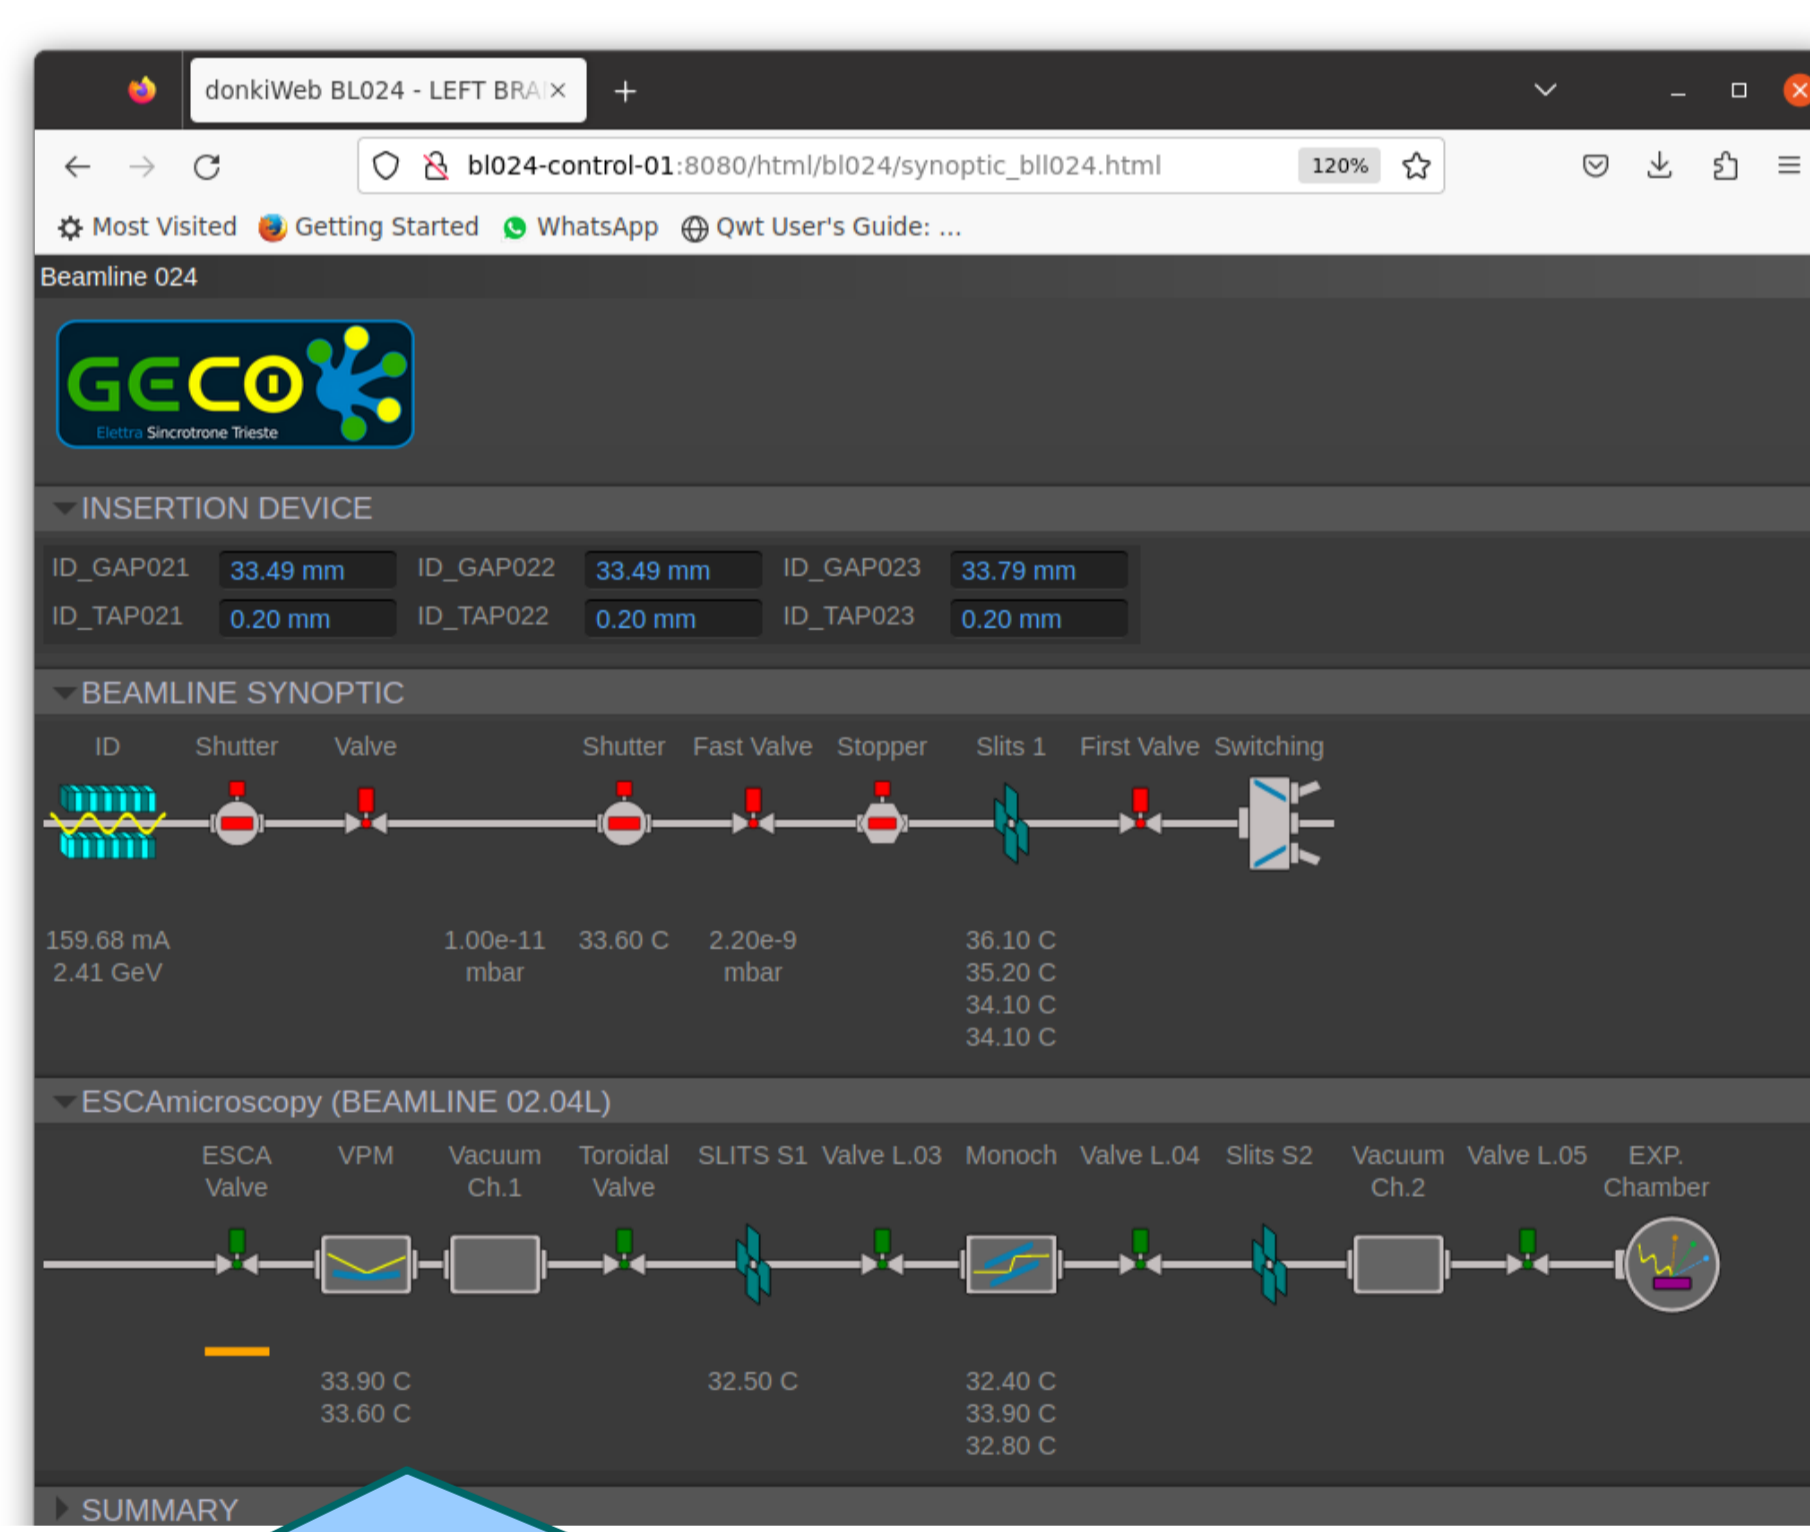 donkiWeb BL024 - LEFT BRA
bl024-control-01:8080/html/bl024/synoptic_bll024.html 120%
Most Visited Getting Started WhatsApp Qwt User's Guide: ...
Beamline 024
GECO
Elettra Sincrotrone Trieste
INSERTION DEVICE
ID_GAP021 33.49 mm ID_GAP022 33.49 mm ID_GAP023 33.79 mm
ID_TAP021 0.20 mm ID_TAP022 0.20 mm ID_TAP023 0.20 mm
BEAMLINE SYNOPTIC
ID Shutter Valve Shutter Fast Valve Stopper Slits 1 First Valve Switching
159.68 mA 1.00e-11 33.60 C 2.20e-9 36.10 C
2.41 GeV mbar mbar 35.20 C
34.10 C
34.10 C
ESCAmicroscopy (BEAMLINE 02.04L)
ESCA VPM Vacuum Toroidal SLITS S1 Valve L.03 Monoch Valve L.04 Slits S2 Vacuum Valve L.05 EXP.
Valve Ch.1 Valve Ch.2 Chamber
33.90 C 32.50 C 32.40 C
33.60 C 33.90 C
32.80 C
SUMMARY